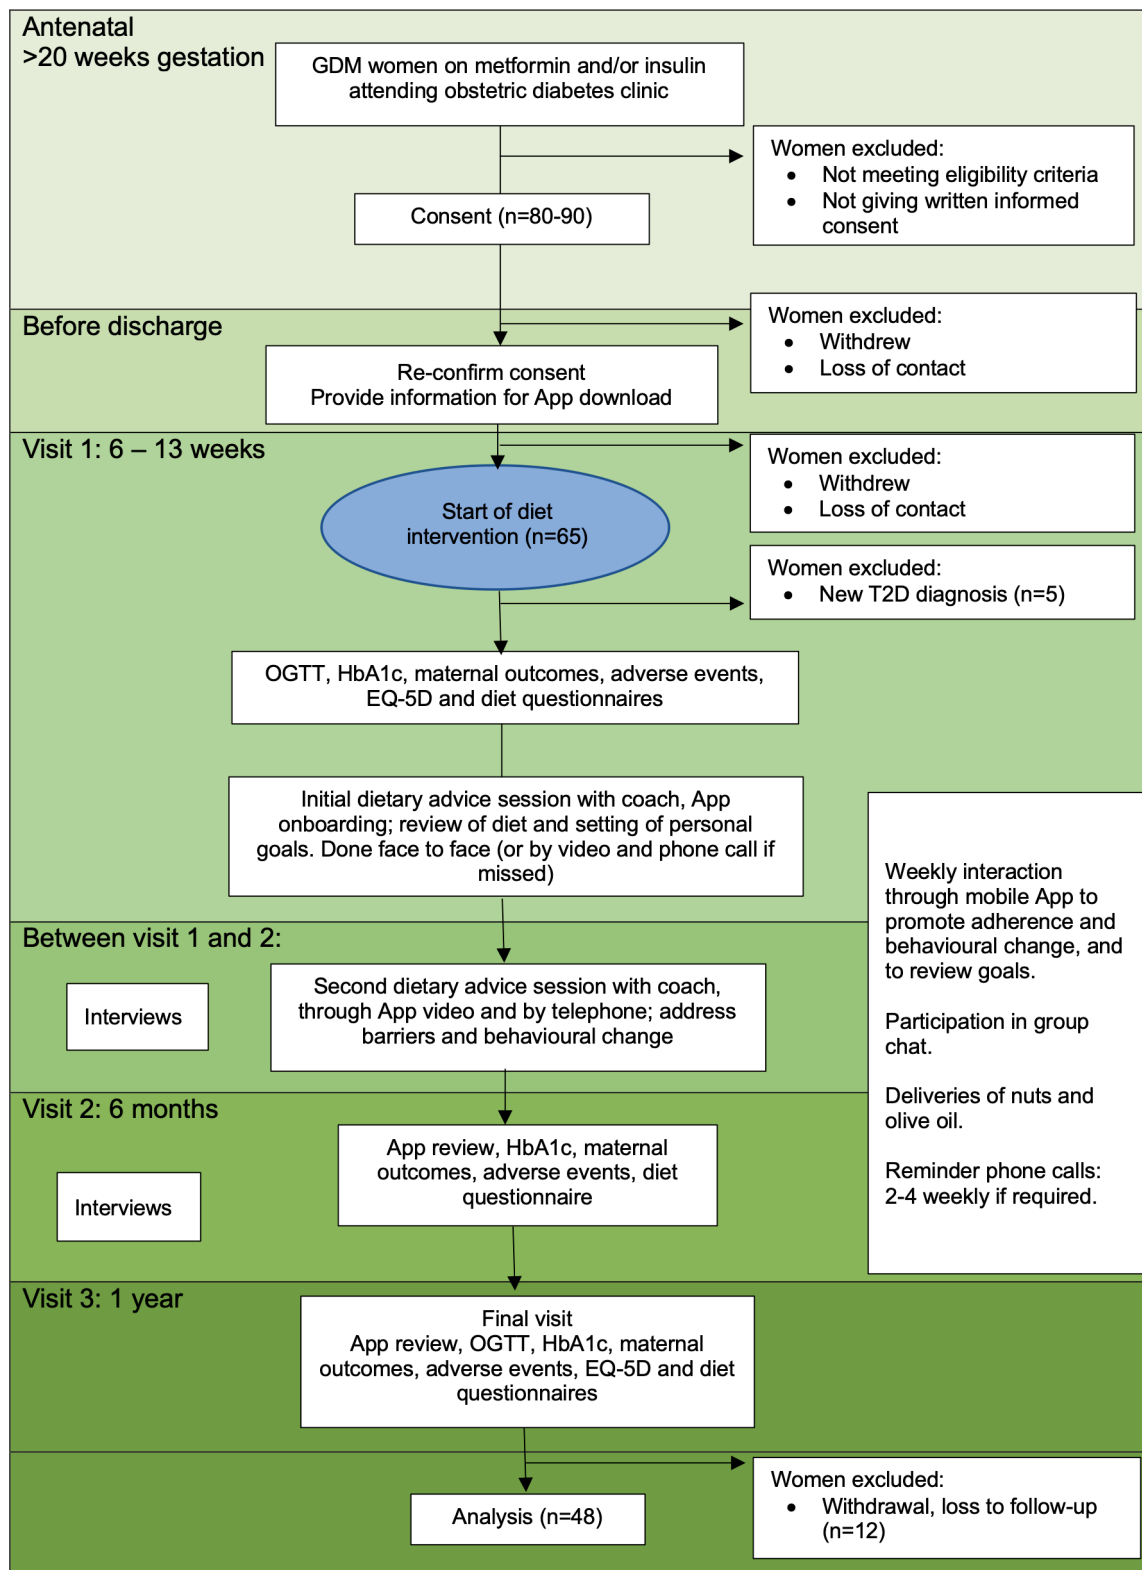 Antenatal
>20 weeks gestation
GDM women on metformin and/or insulin
attending obstetric diabetes clinic
Women excluded:
• Not meeting eligibility criteria
• Not giving written informed
consent
Consent (n=80-90)
Before discharge
Women excluded:
• Withdrew
• Loss of contact
Re-confirm consent
Provide information for App download
Visit 1: 6 – 13 weeks
Women excluded:
• Withdrew
• Loss of contact
Start of diet
intervention (n=65)
Women excluded:
• New T2D diagnosis (n=5)
OGTT, HbA1c, maternal outcomes, adverse events,
EQ-5D and diet questionnaires
Initial dietary advice session with coach, App
onboarding; review of diet and setting of personal
goals. Done face to face (or by video and phone call if
missed)
Weekly interaction
through mobile App to
promote adherence and
behavioural change, and
to review goals.
Participation in group
chat.
Deliveries of nuts and
olive oil.
Reminder phone calls:
2-4 weekly if required.
Between visit 1 and 2:
Interviews
Second dietary advice session with coach,
through App video and by telephone; address
barriers and behavioural change
Visit 2: 6 months
Interviews
App review, HbA1c, maternal
outcomes, adverse events, diet
questionnaire
Visit 3: 1 year
Final visit
App review, OGTT, HbA1c, maternal
outcomes, adverse events, EQ-5D and diet
questionnaires
Women excluded:
• Withdrawal, loss to follow-up
(n=12)
Analysis (n=48)